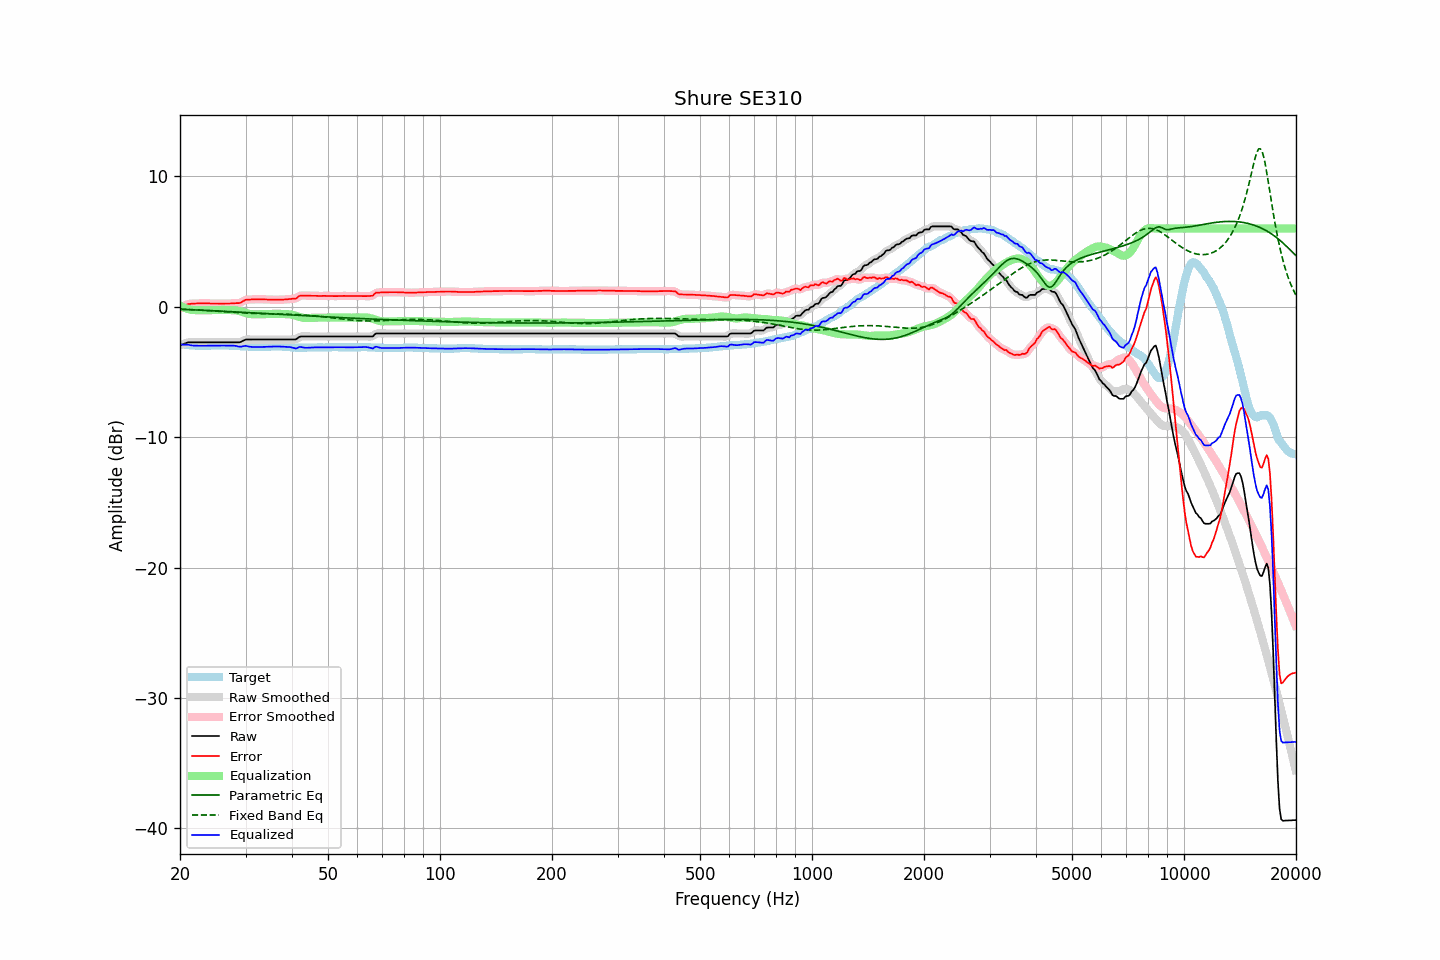 Shure SE310
Amplitude (dBr)
10
0
−10
−20
−30
−40
Target
Raw Smoothed
Error Smoothed
Raw
Error
Equalization
Parametric Eq
Fixed Band Eq
Equalized
20 50 100 200 500 1000 2000 5000 10000 20000
Frequency (Hz)